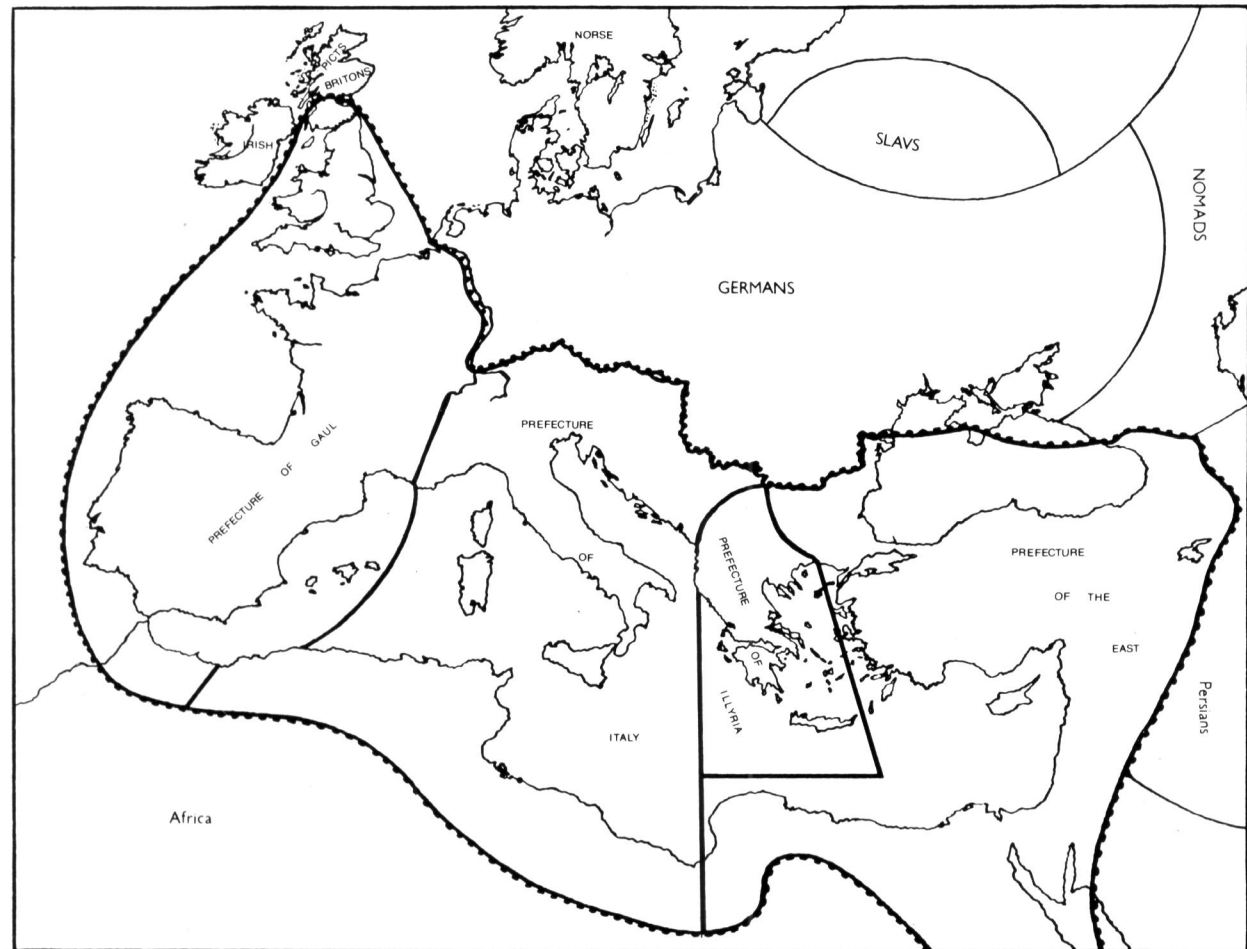 NORSE
PICTS
BRITONS
IRISH
SLAVS
NOMADS
GERMANS
PREFECTURE OF GAUL
PREFECTURE
OF
ITALY
PREFECTURE
OF
ILLYRIA
PREFECTURE
OF THE
EAST
Persians
Africa